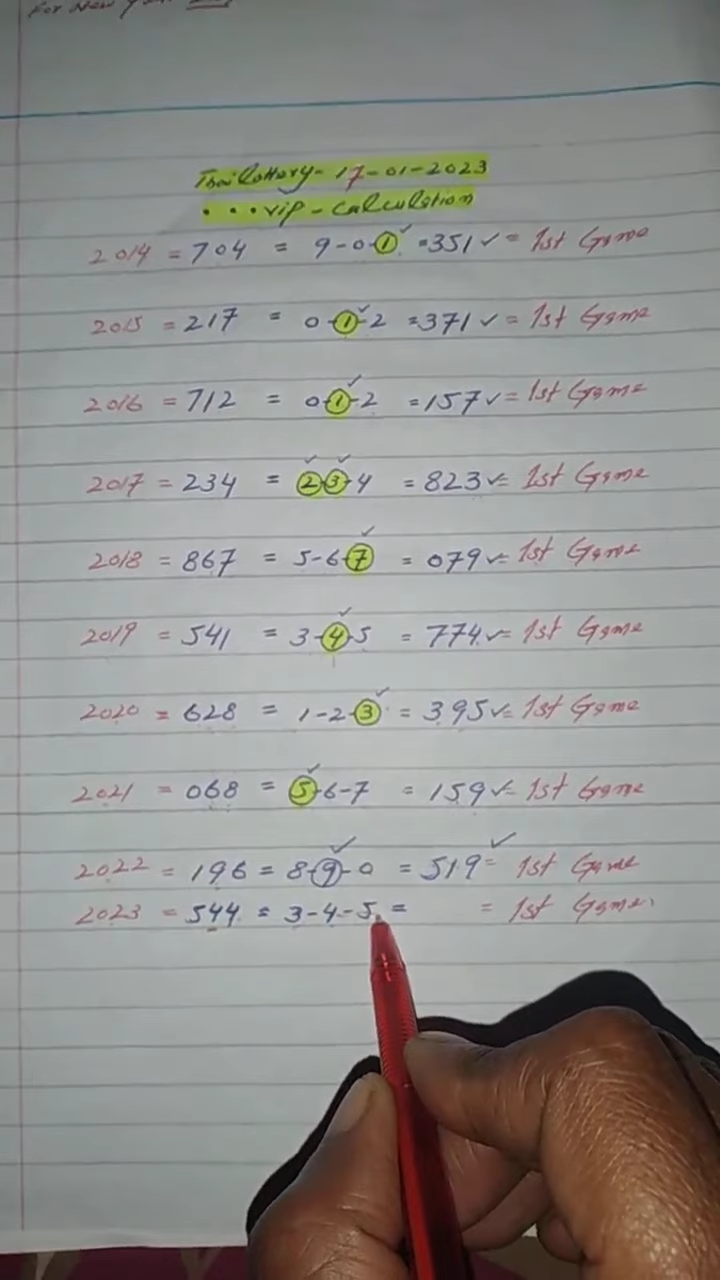 For New
Thai Lottery- 17-01-2023
...vip-calculation
2014 = 704 = 9-0-1 =351✓= 1st Game
2015 = 217 = 0-1-2 =371✓= 1st Game
2016 = 712 = 0-1-2 =157✓= 1st Game
2017 = 234 = 2-3-4 = 823✓= 1st Game
2018 = 867 = 5-6-7 = 079✓= 1st Game
2019 = 541 = 3-4-5 = 774✓= 1st Game
2020 = 628 = 1-2-3 = 395✓= 1st Game
2021 = 068 = 5-6-7 = 159✓= 1st Game
2022 = 196 = 8-9-0 = 519✓= 1st Game
2023 = 544 = 3-4-5 = = 1st Game